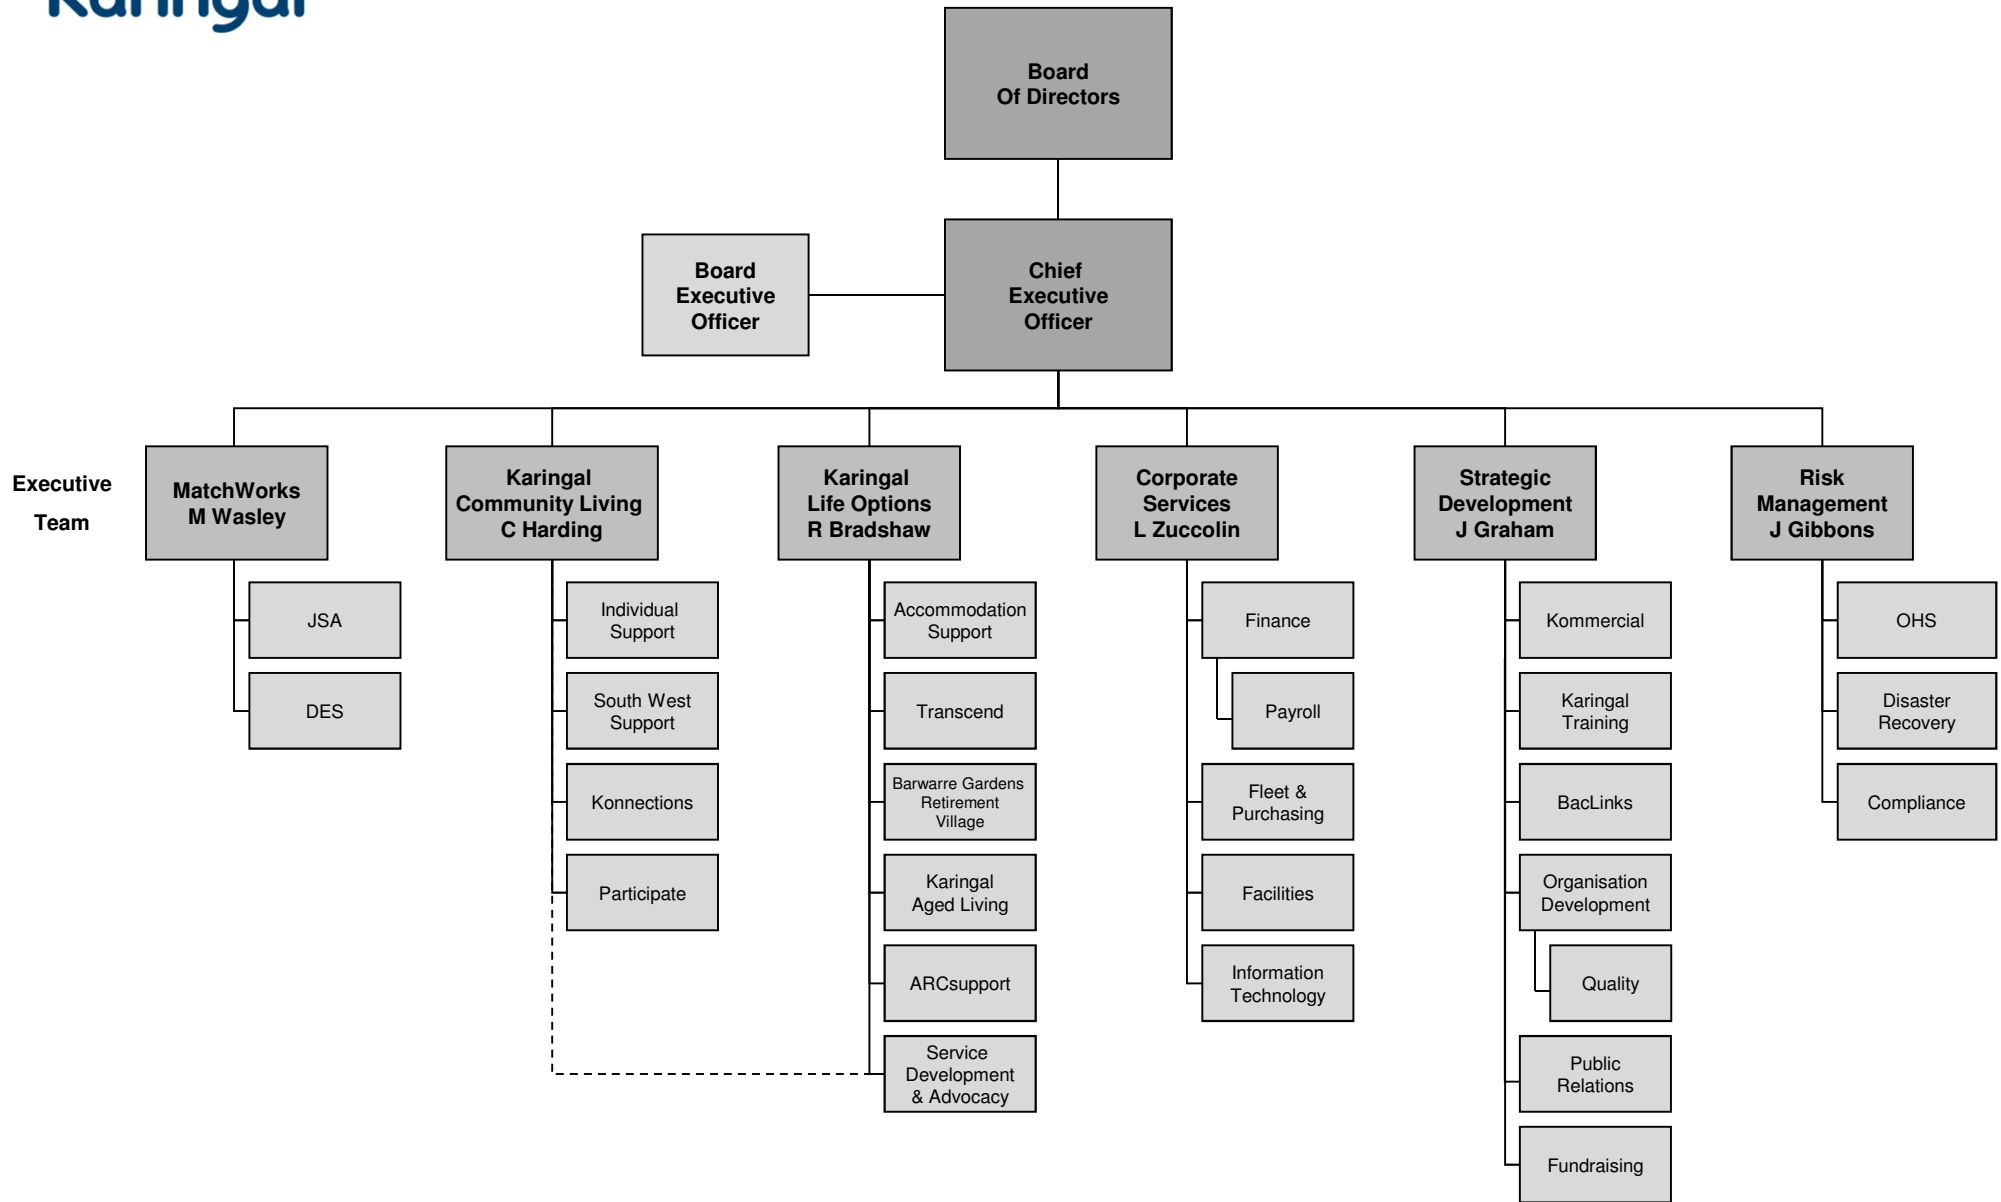 Karingal
Board
Of Directors
Board
Executive
Officer
Chief
Executive
Officer
Executive
Team
MatchWorks
M Wasley
Karingal
Community Living
C Harding
Karingal
Life Options
R Bradshaw
Corporate
Services
L Zuccolin
Strategic
Development
J Graham
Risk
Management
J Gibbons
JSA
DES
Individual
Support
South West
Support
Konnections
Participate
Accommodation
Support
Transcend
Barwarre Gardens
Retirement
Village
Karingal
Aged Living
ARCsupport
Service
Development
& Advocacy
Finance
Payroll
Fleet &
Purchasing
Facilities
Information
Technology
Kommercial
Karingal
Training
BacLinks
Organisation
Development
Quality
Public
Relations
Fundraising
OHS
Disaster
Recovery
Compliance